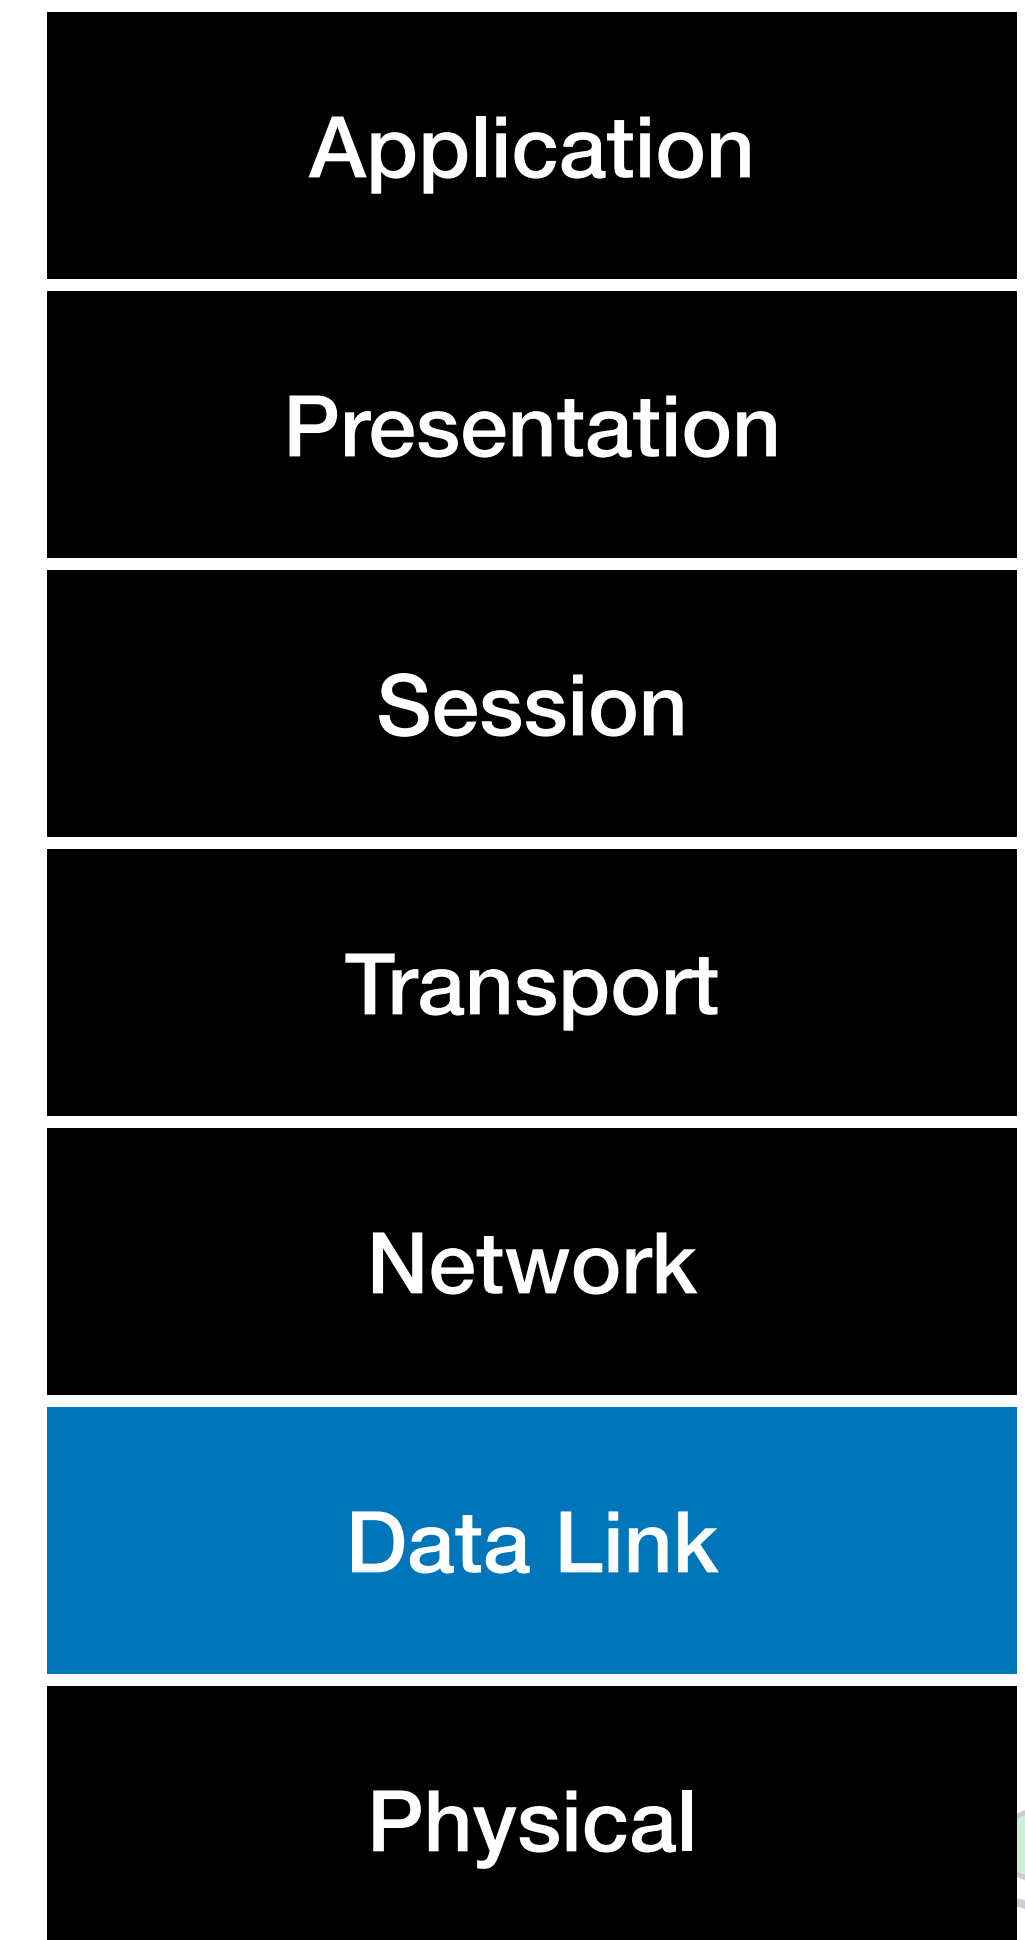 Application
Presentation
Session
Transport
Network
Data Link
Physical